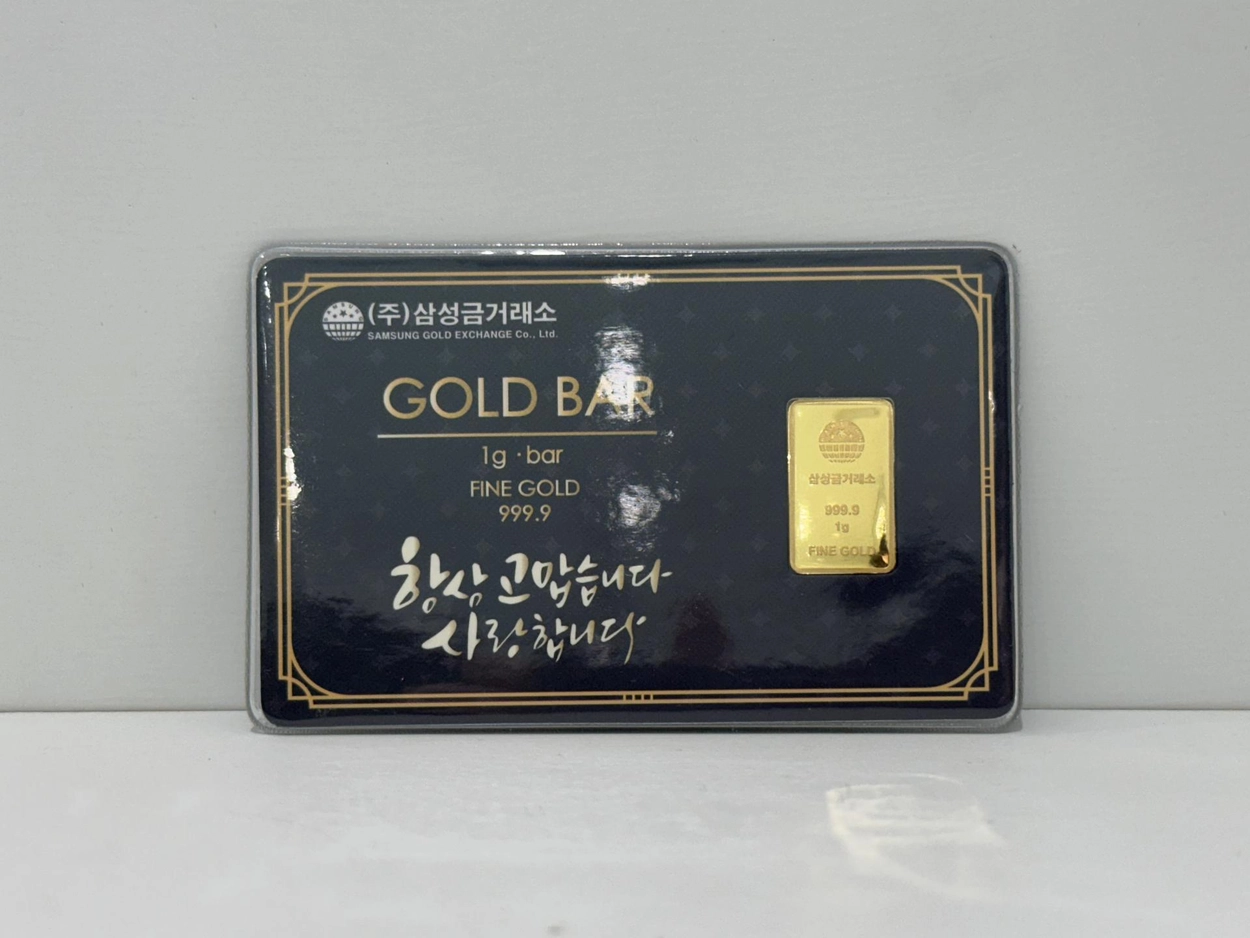 (주)삼성금거래소
SAMSUNG GOLD EXCHANGE Co., Ltd.
GOLD BAR
1g ·bar
FINE GOLD
999.9
항상 고맙습니다
사랑합니다
삼성금거래소
999.9
1g
FINE GOLD